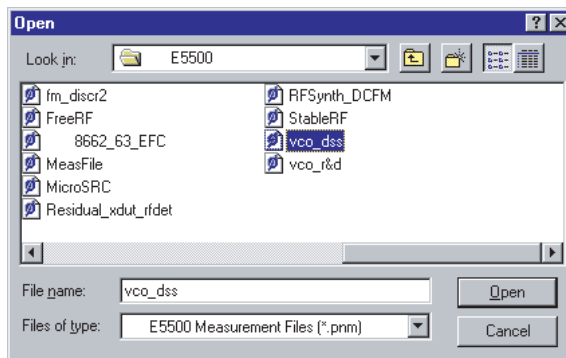 Open
Look in: E5500
fm_discr2
FreeRF
8662_63_EFC
MeasFile
MicroSRC
Residual_xdut_rfdet
RFSynth_DCFM
StableRF
vco_dss
vco_r&d
File name: vco_dss
Open
Files of type: E5500 Measurement Files (*.pnm)
Cancel